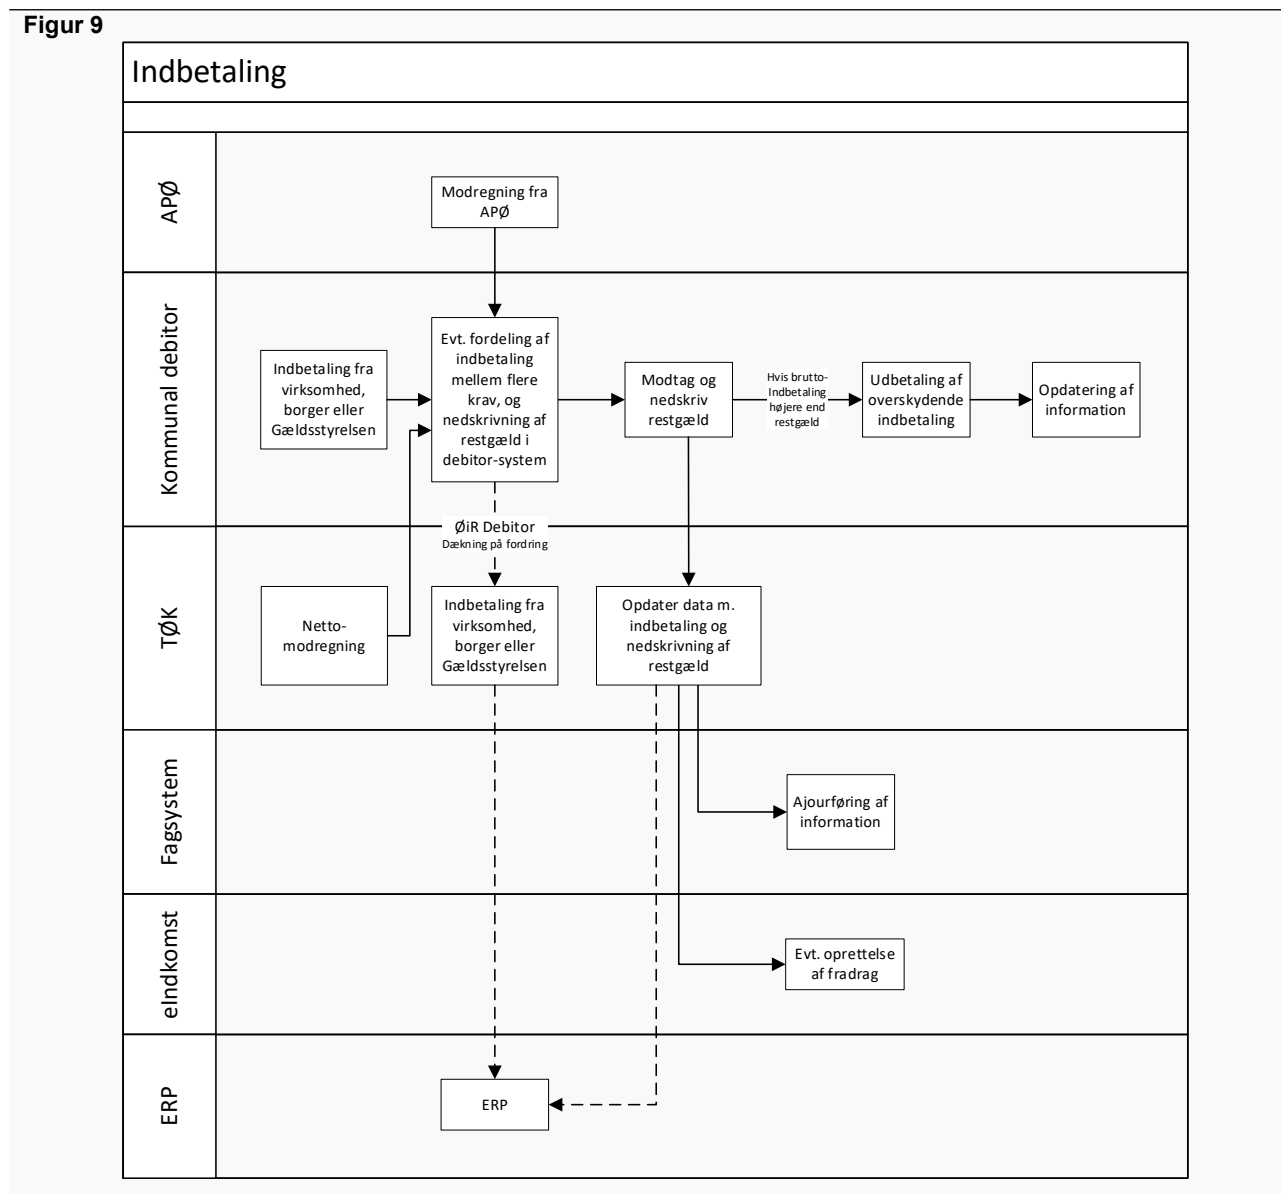 Figur 9
Indbetaling
APØ
Modregning fra
APØ
Kommunal debitor
Indbetaling fra
virksomhed,
borger eller
Gældsstyrelsen
Evt. fordeling af
indbetaling
mellem flere
krav, og
nedskrivning af
restgæld i
debitor-system
Modtag og
nedskriv
restgæld
Hvis brutto-
Indbetaling
højere end
restgæld
Udbetaling af
overskydende
indbetaling
Opdatering af
information
ØiR Debitor
Dækning på fordring
TØK
Netto-
modregning
Indbetaling fra
virksomhed,
borger eller
Gældsstyrelsen
Opdater data m.
indbetaling og
nedskrivning af
restgæld
Fagsystem
Ajourføring af
information
eIndkomst
Evt. oprettelse
af fradrag
ERP
ERP